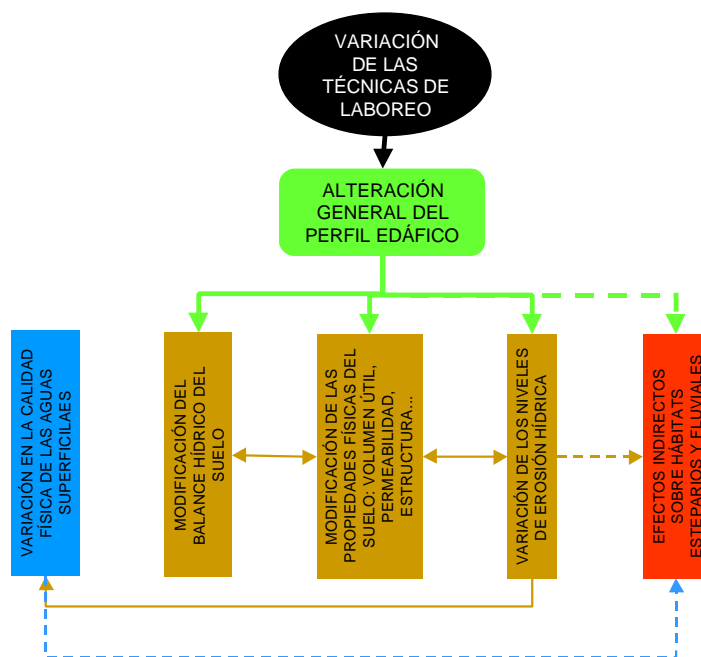 VARIACIÓN
DE LAS
TÉCNICAS DE
LABOREO
ALTERACIÓN
GENERAL DEL
PERFIL EDÁFICO
VARIACIÓN EN LA CALIDAD
FÍSICA DE LAS AGUAS
SUPERFICILAES
MODIFICACIÓN DEL
BALANCE HÍDRICO DEL
SUELO
MODIFICACIÓN DE LAS
PROPIEDADES FÍSICAS DEL
SUELO: VOLUMEN ÚTIL,
PERMEABILIDAD,
ESTRUCTURA...
VARIACIÓN DE LOS NIVELES
DE EROSIÓN HÍDRICA
EFECTOS INDIRECTOS
SOBRE HÁBITATS
ESTEPARIOS Y FLUVIALES